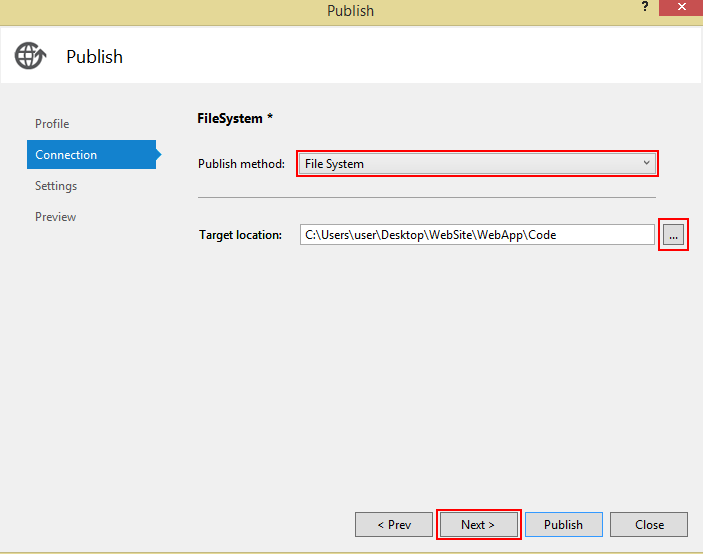 Publish
?
Publish
Profile
Connection
Settings
Preview
FileSystem *
Publish method: File System
Target location: C:\Users\user\Desktop\WebSite\WebApp\Code ...
< Prev Next > Publish Close